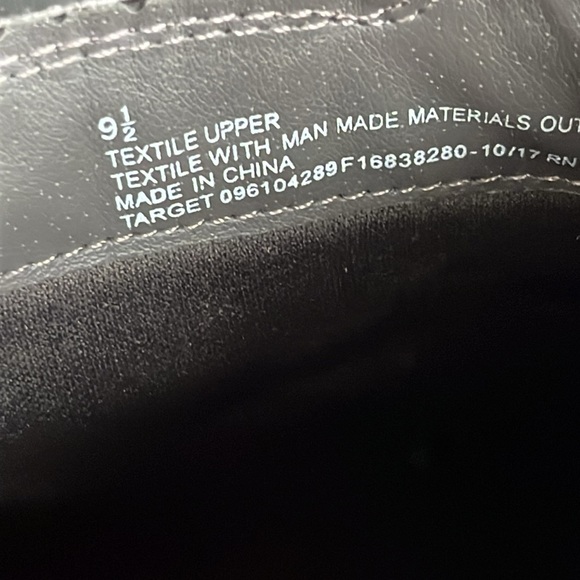 9½
TEXTILE UPPER
TEXTILE WITH MAN MADE MATERIALS OUT
MADE IN CHINA
TARGET 096104289F16838280-10/17 RN